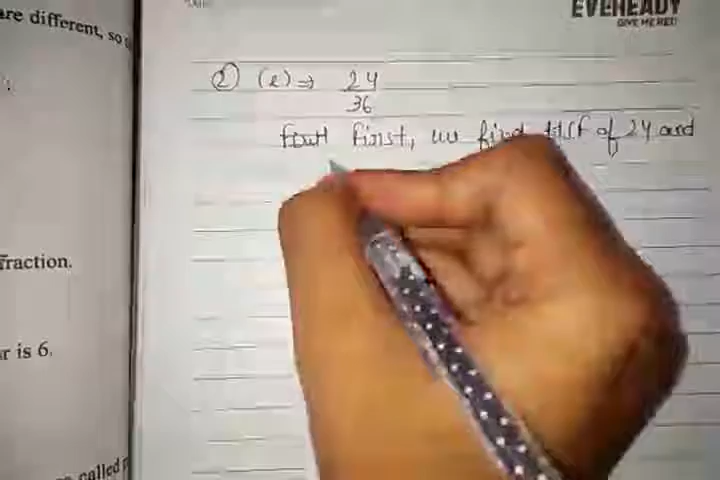 are different, so
EVEREADY
GIVE ME RED!
② (e) ⇒ 24
36
First, we find HCF of 24 and
fraction.
r is 6.
called